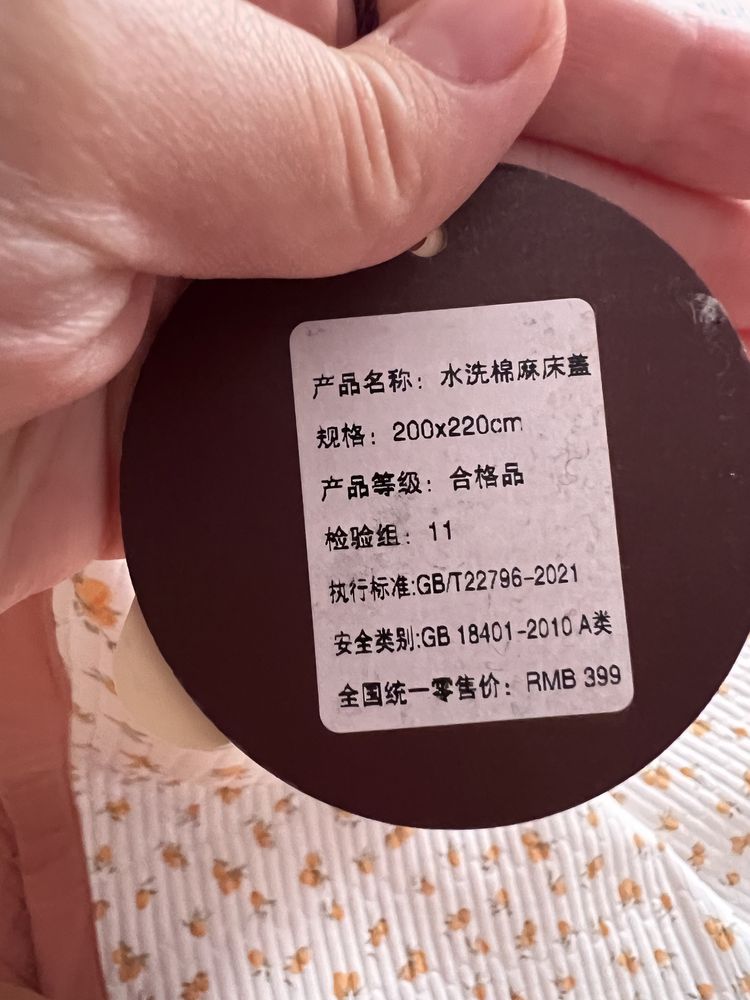 产品名称：水洗棉麻床盖
规格：200x220cm
产品等级：合格品
检验组：11
执行标准:GB/T22796-2021
安全类别:GB 18401-2010 A类
全国统一零售价：RMB 399